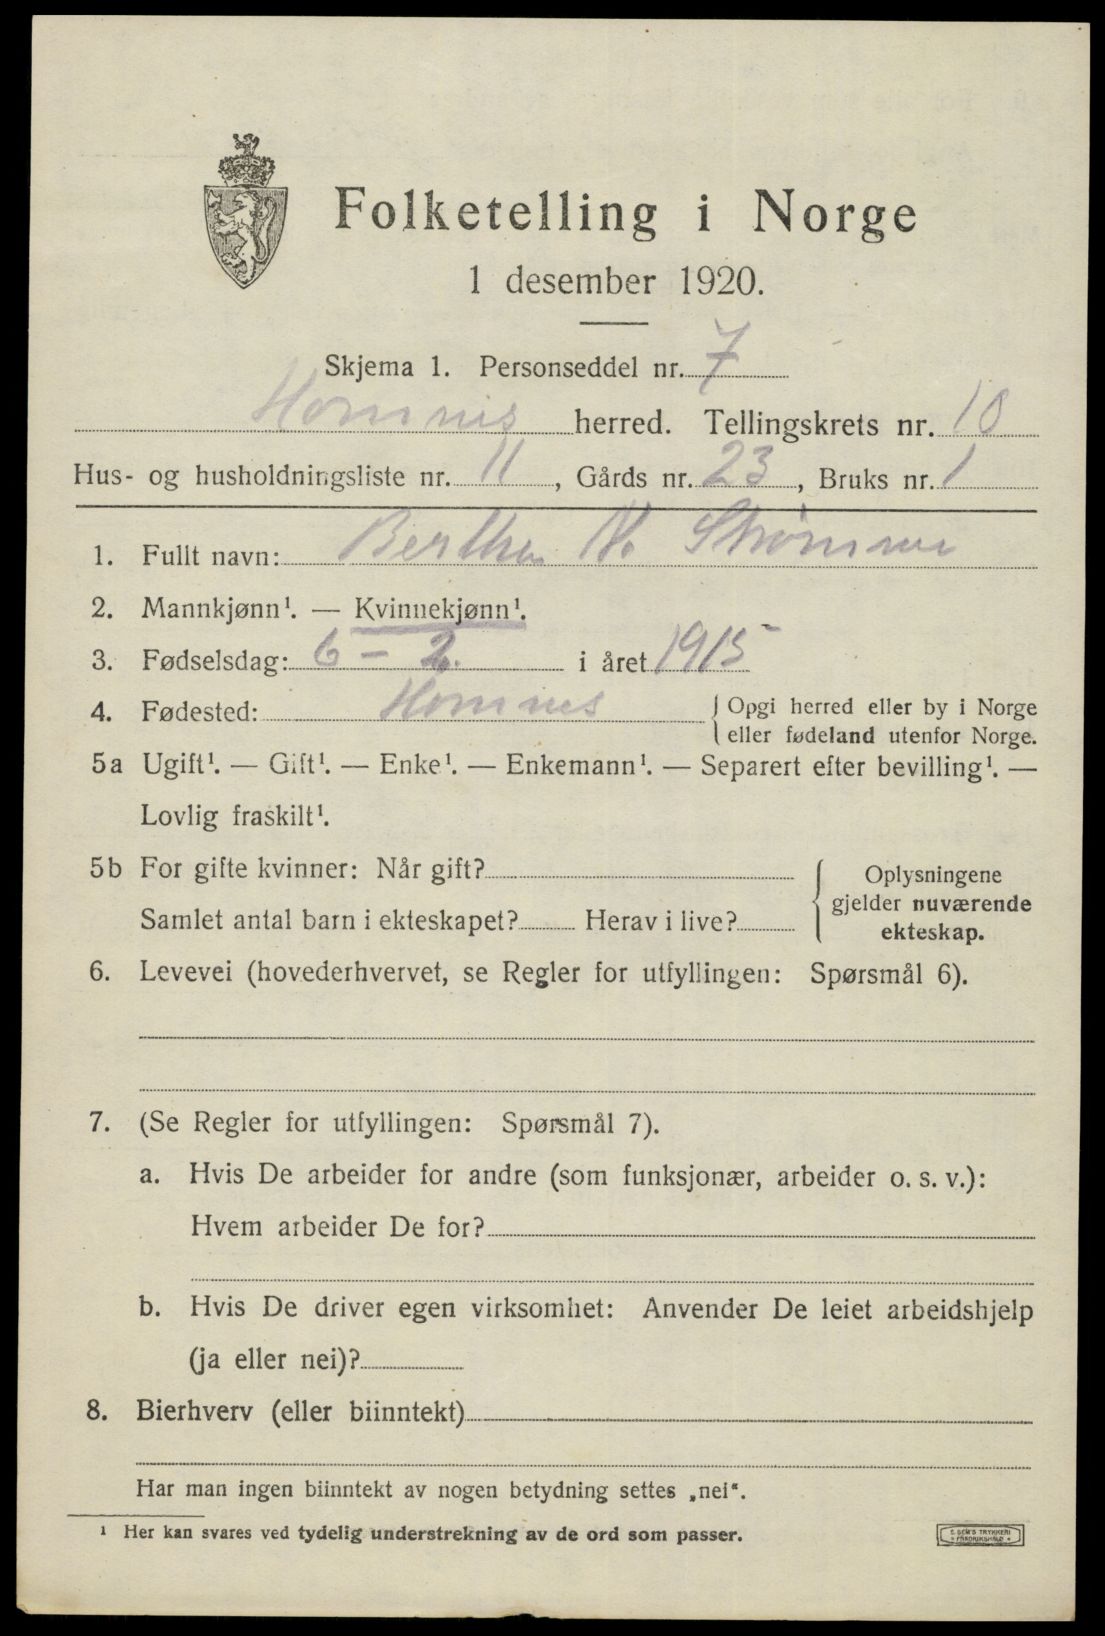 Folketelling i Norge
1 desember 1920.
Skjema 1. Personseddel nr. 7
Homnes herred. Tellingskrets nr. 10
Hus- og husholdningsliste nr. 11, Gårds nr. 23, Bruks nr. 1
1. Fullt navn: Berthe N. Strømme
2. Mannkjønn¹. — Kvinnekjønn¹.
3. Fødselsdag: 6 - 2. i året 1915
4. Fødested: Homnes { Opgi herred eller by i Norge
eller fødeland utenfor Norge.
5a Ugift¹. — Gift¹. — Enke¹. — Enkemann¹. — Separert efter bevilling¹. —
Lovlig fraskilt¹.
5b For gifte kvinner: Når gift?
Samlet antal barn i ekteskapet? Herav i live?
{ Oplysningene
gjelder nuværende
ekteskap.
6. Levevei (hovederhvervet, se Regler for utfyllingen: Spørsmål 6).
7. (Se Regler for utfyllingen: Spørsmål 7).
a. Hvis De arbeider for andre (som funksjonær, arbeider o. s. v.):
Hvem arbeider De for?
b. Hvis De driver egen virksomhet: Anvender De leiet arbeidshjelp
(ja eller nei)?
8. Bierhverv (eller biinntekt)
Har man ingen biinntekt av nogen betydning settes „nei“.
¹ Her kan svares ved tydelig understrekning av de ord som passer.
E. SEM'S TRYKKERI
FREDRIKSHALD